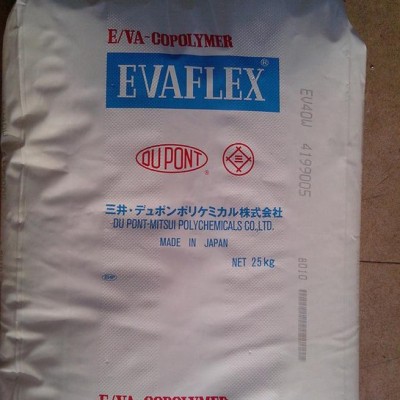 E/VA-COPOLYMER
EVAFLEX®
DU PONT®
三井・デュポンポリケミカル株式会社
DU PONT-MITSUI POLYCHEMICALS CO., LTD.
MADE IN JAPAN
NET 25kg
EV40W 4199005 8010
E/VA-COPOLYMER